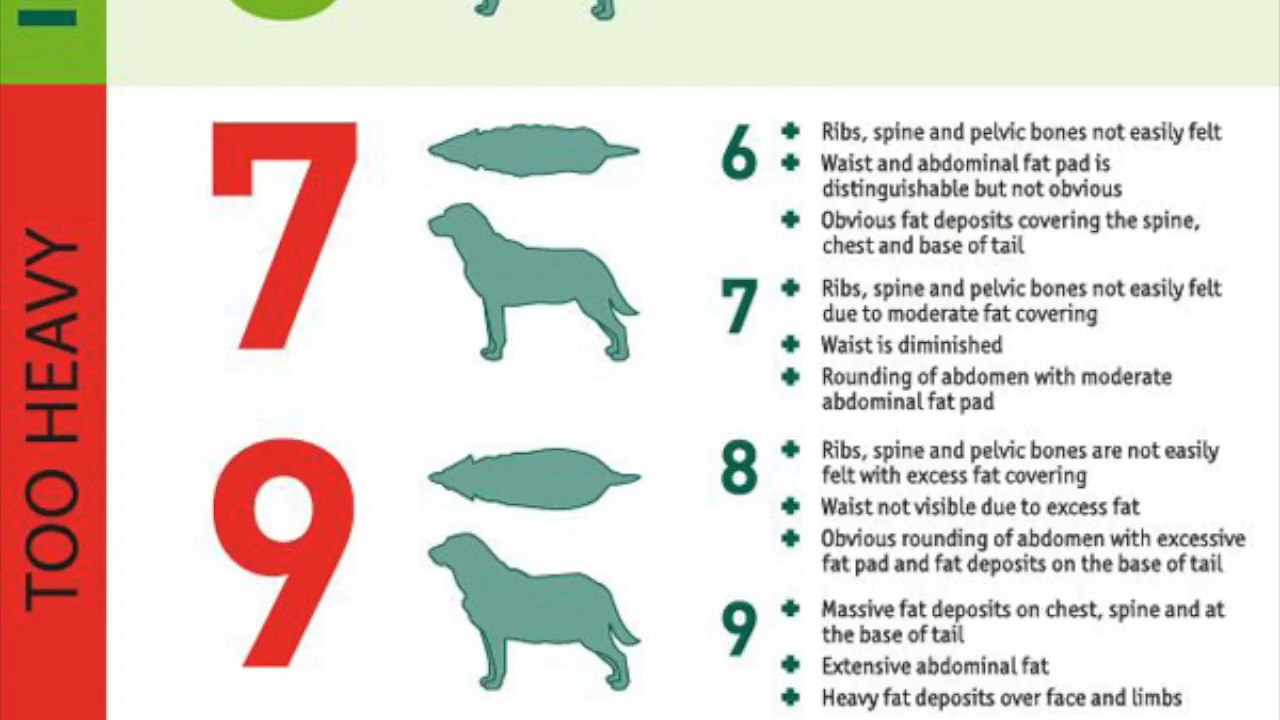 TOO HEAVY
7
9
6
Ribs, spine and pelvic bones not easily felt
Waist and abdominal fat pad is
distinguishable but not obvious
Obvious fat deposits covering the spine,
chest and base of tail
7
Ribs, spine and pelvic bones not easily felt
due to moderate fat covering
Waist is diminished
Rounding of abdomen with moderate
abdominal fat pad
8
Ribs, spine and pelvic bones are not easily
felt with excess fat covering
Waist not visible due to excess fat
Obvious rounding of abdomen with excessive
fat pad and fat deposits on the base of tail
9
Massive fat deposits on chest, spine and at
the base of tail
Extensive abdominal fat
Heavy fat deposits over face and limbs